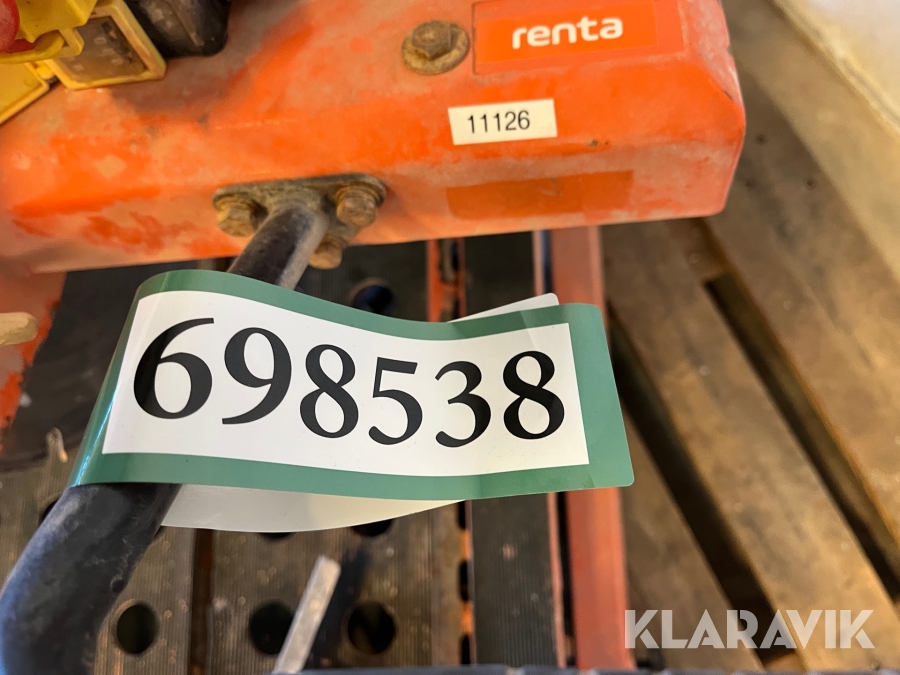 renta
11126
698538
KLARAVIK